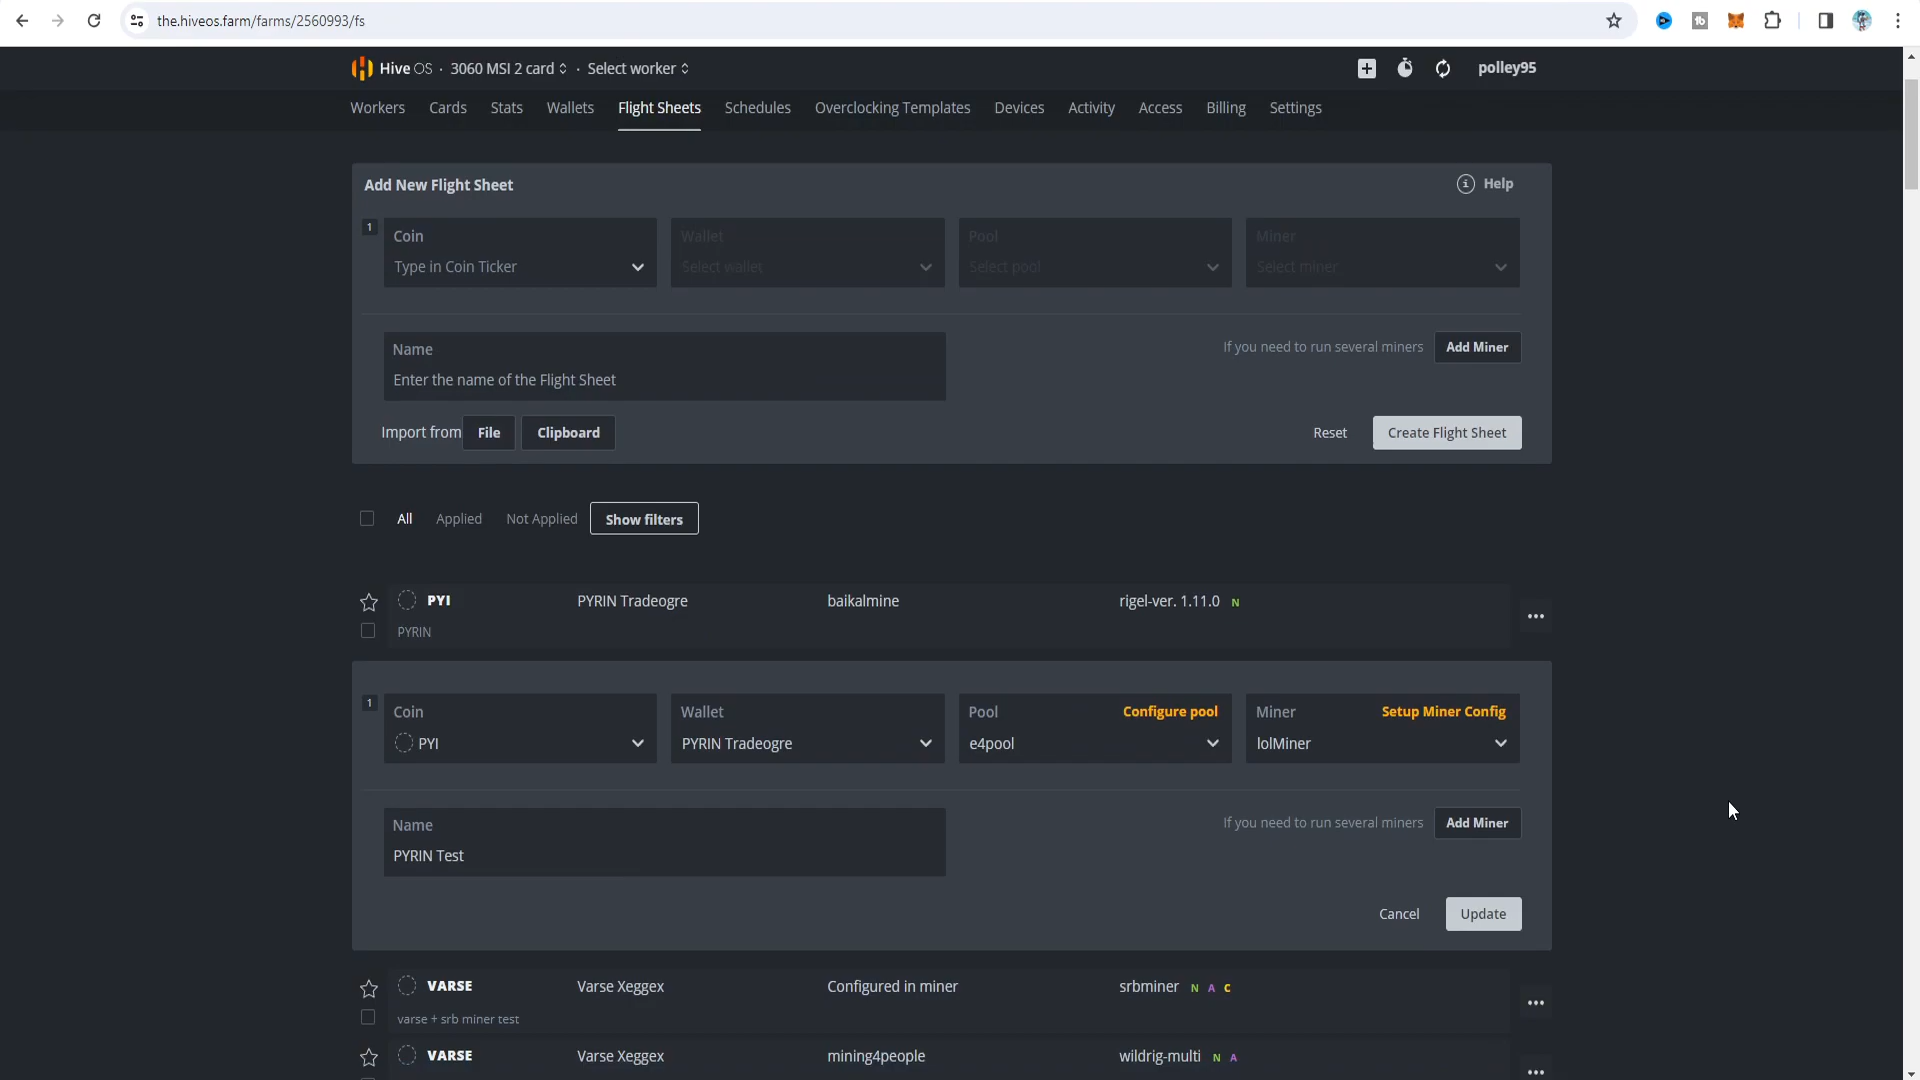 the.hiveos.farm/farms/2560993/fs
Hive OS · 3060 MSI 2 card · Select worker
polley95
Workers Cards Stats Wallets Flight Sheets Schedules Overclocking Templates Devices Activity Access Billing Settings
Add New Flight Sheet
Help
1
Coin Wallet Pool Miner
Type in Coin Ticker Select wallet Select pool Select miner
Name
Enter the name of the Flight Sheet
If you need to run several miners Add Miner
Import from File Clipboard
Reset Create Flight Sheet
All Applied Not Applied Show filters
PYI PYRIN Tradeogre baikalmine rigel-ver. 1.11.0 N
PYRIN
1
Coin Wallet Pool Configure pool Miner Setup Miner Config
PYI PYRIN Tradeogre e4pool lolMiner
Name
PYRIN Test
If you need to run several miners Add Miner
Cancel Update
VARSE Varse Xeggex Configured in miner srbminer N A C
varse + srb miner test
VARSE Varse Xeggex mining4people wildrig-multi N A